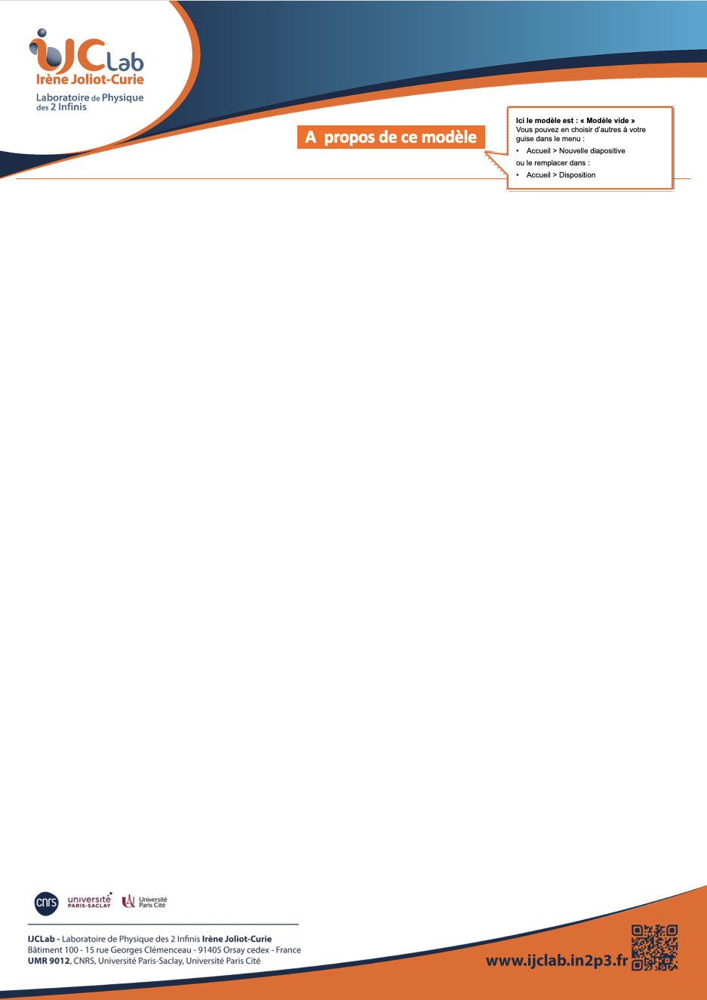 iJCLab
Irène Joliot-Curie
Laboratoire de Physique
des 2 Infinis
A  propos de ce modèle
Ici le modèle est : « Modèle vide »
Vous pouvez en choisir d'autres à votre
guise dans le menu :
• Accueil > Nouvelle diapositive
ou le remplacer dans :
• Accueil > Disposition
cnrs
université
PARIS-SACLAY
Université
Paris Cité
IJCLab - Laboratoire de Physique des 2 Infinis Irène Joliot-Curie
Bâtiment 100 - 15 rue Georges Clémenceau - 91405 Orsay cedex - France
UMR 9012, CNRS, Université Paris-Saclay, Université Paris Cité
www.ijclab.in2p3.fr